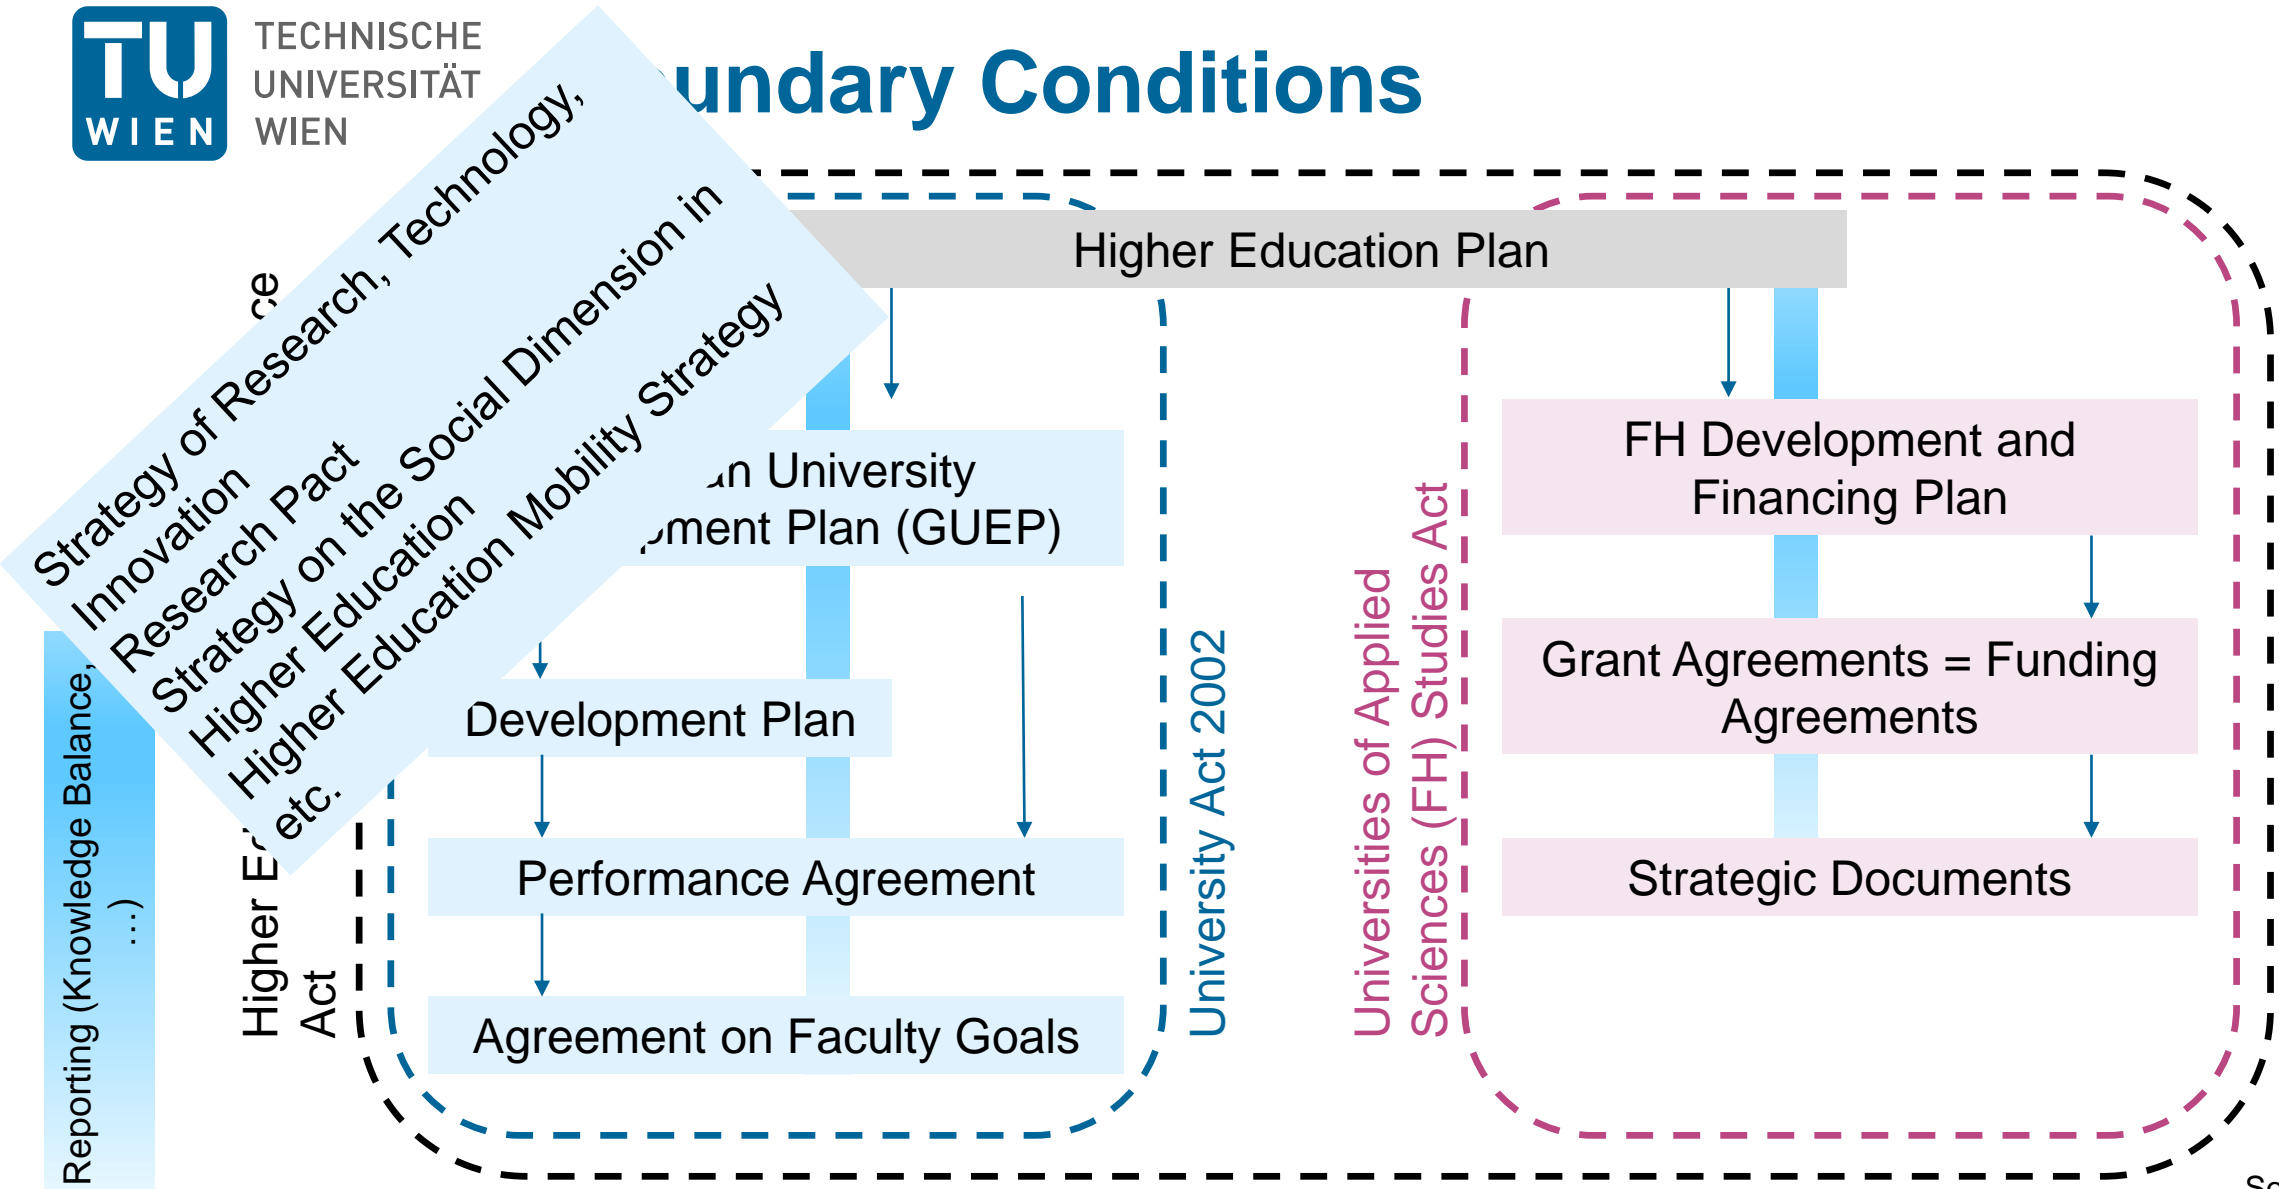 TU
WIEN
TECHNISCHE
UNIVERSITÄT
WIEN
Conditions
Higher Education Plan
Strategy of Research, Technology,
Innovation
Research Pact
Strategy on the Social Dimension in
Higher Education
Higher Education Mobility Strategy
etc.
University
Plan (GUEP)
Development Plan
Performance Agreement
Agreement on Faculty Goals
University Act 2002
Universities of Applied
Sciences (FH) Studies Act
FH Development and
Financing Plan
Grant Agreements = Funding
Agreements
Strategic Documents
Higher
Act
Reporting (Knowledge Balance,
…)